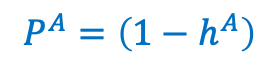 P^A = (1 − h^A)